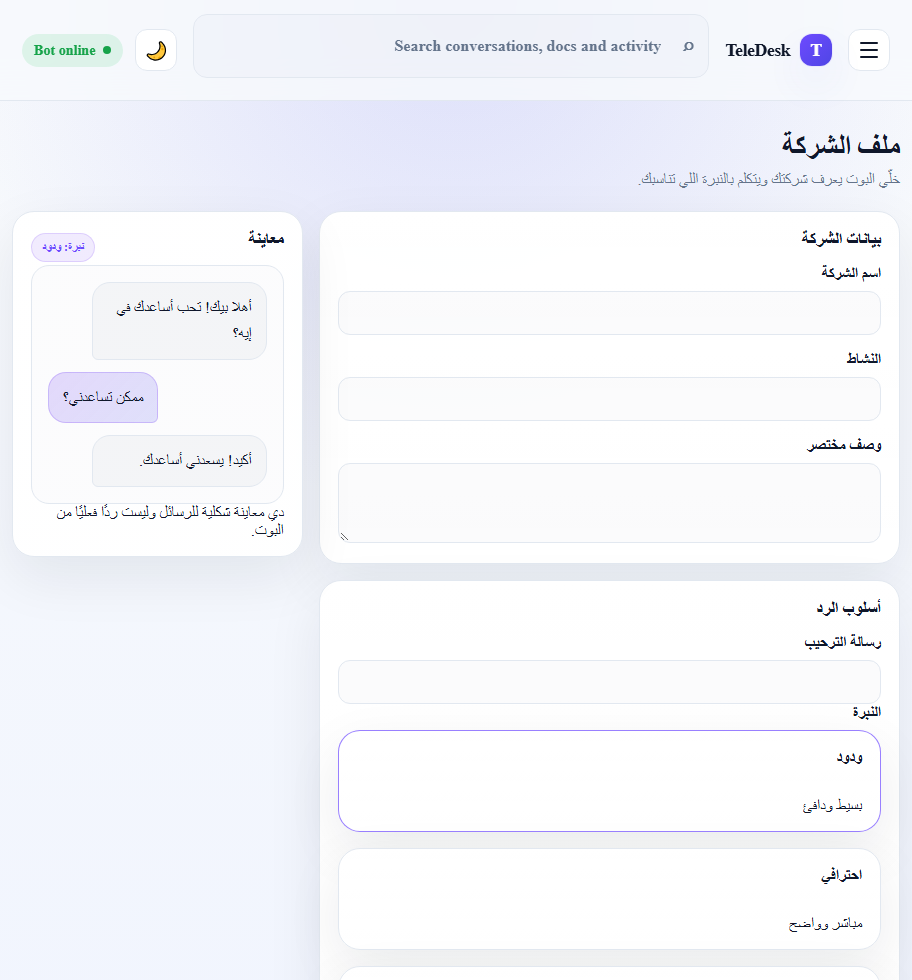 T TeleDesk
Search conversations, docs and activity
Bot online
ملف الشركة
خلّي البوت يعرف شركتك ويتكلم بالنبرة اللي تناسبك.
بيانات الشركة
اسم الشركة
النشاط
وصف مختصر
أسلوب الرد
رسالة الترحيب
النبرة
ودود
بسيط ودافئ
احترافي
مباشر وواضح
معاينة
نبرة: ودود
أهلا بيك! تحب أساعدك في
إيه؟
ممكن تساعدني؟
أكيد! يسعدني أساعدك.
دي معاينة شكلية للرسائل وليست ردًا فعليًا من
البوت.